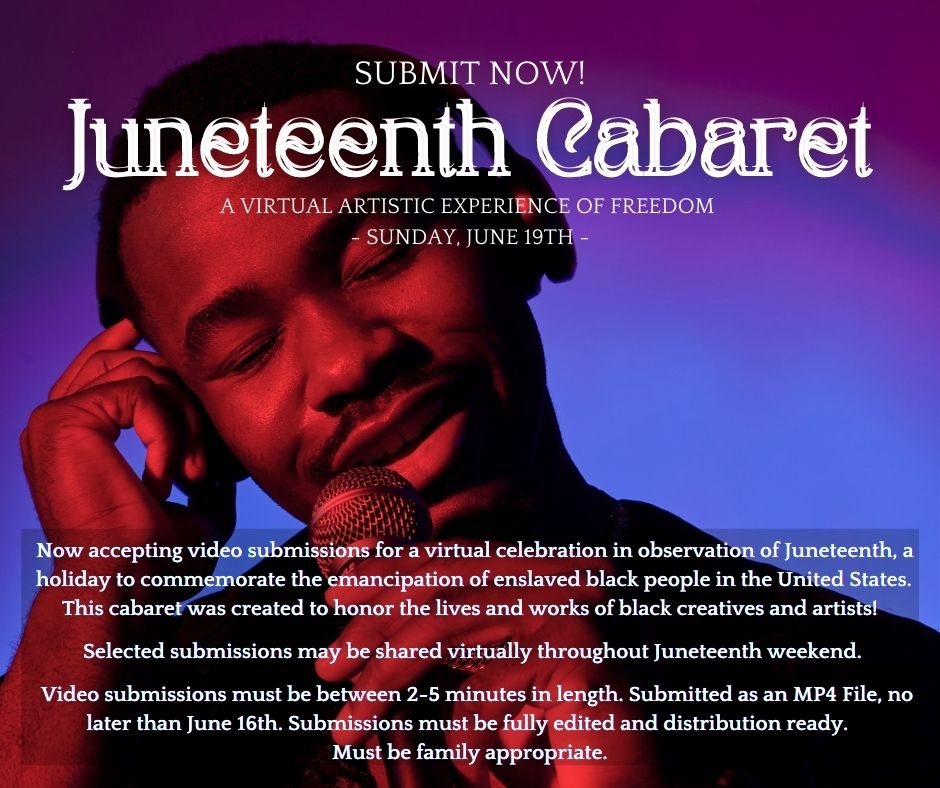 SUBMIT NOW!
Juneteenth Cabaret
A VIRTUAL ARTISTIC EXPERIENCE OF FREEDOM
- SUNDAY, JUNE 19TH -
Now accepting video submissions for a virtual celebration in observation of Juneteenth, a
holiday to commemorate the emancipation of enslaved black people in the United States.
This cabaret was created to honor the lives and works of black creatives and artists!
Selected submissions may be shared virtually throughout Juneteenth weekend.
Video submissions must be between 2-5 minutes in length. Submitted as an MP4 File, no
later than June 16th. Submissions must be fully edited and distribution ready.
Must be family appropriate.